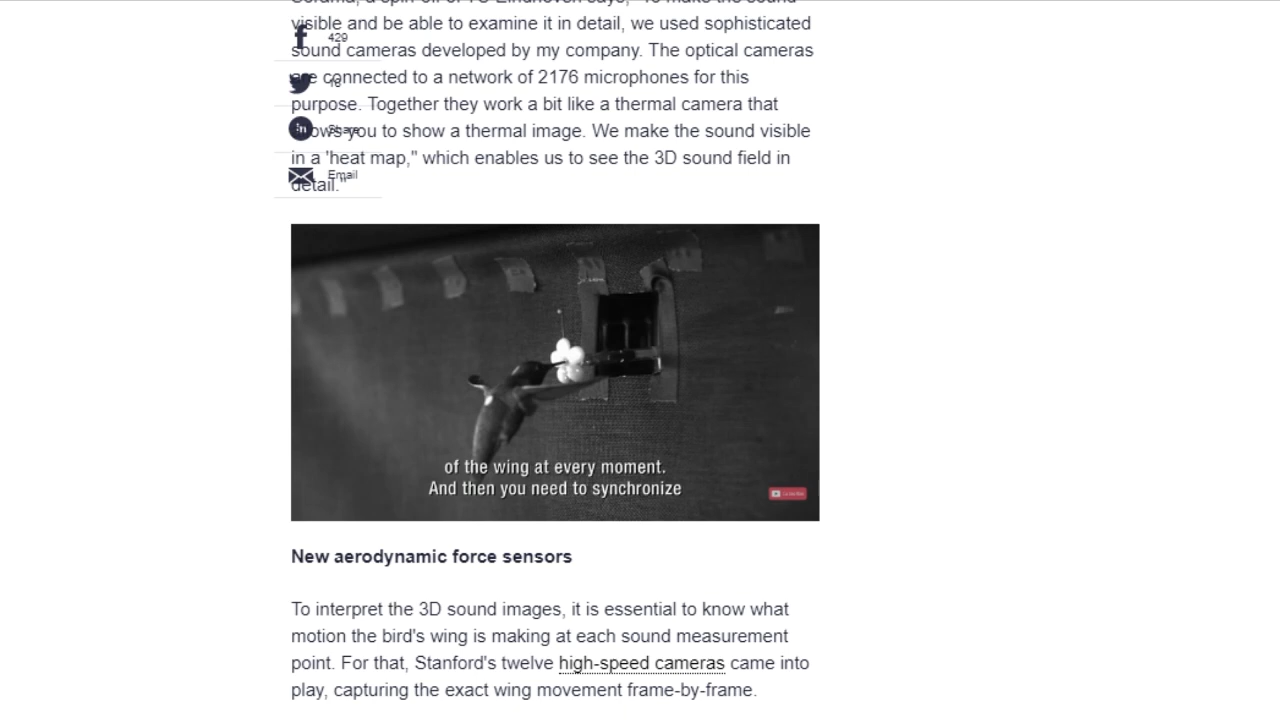 visible and be able to examine it in detail, we used sophisticated
429
sound cameras developed by my company. The optical cameras
are connected to a network of 2176 microphones for this
purpose. Together they work a bit like a thermal camera that
Share
you to show a thermal image. We make the sound visible
in a 'heat map," which enables us to see the 3D sound field in
Email
detail."
of the wing at every moment.
And then you need to synchronize
New aerodynamic force sensors
To interpret the 3D sound images, it is essential to know what
motion the bird's wing is making at each sound measurement
point. For that, Stanford's twelve high-speed cameras came into
play, capturing the exact wing movement frame-by-frame.